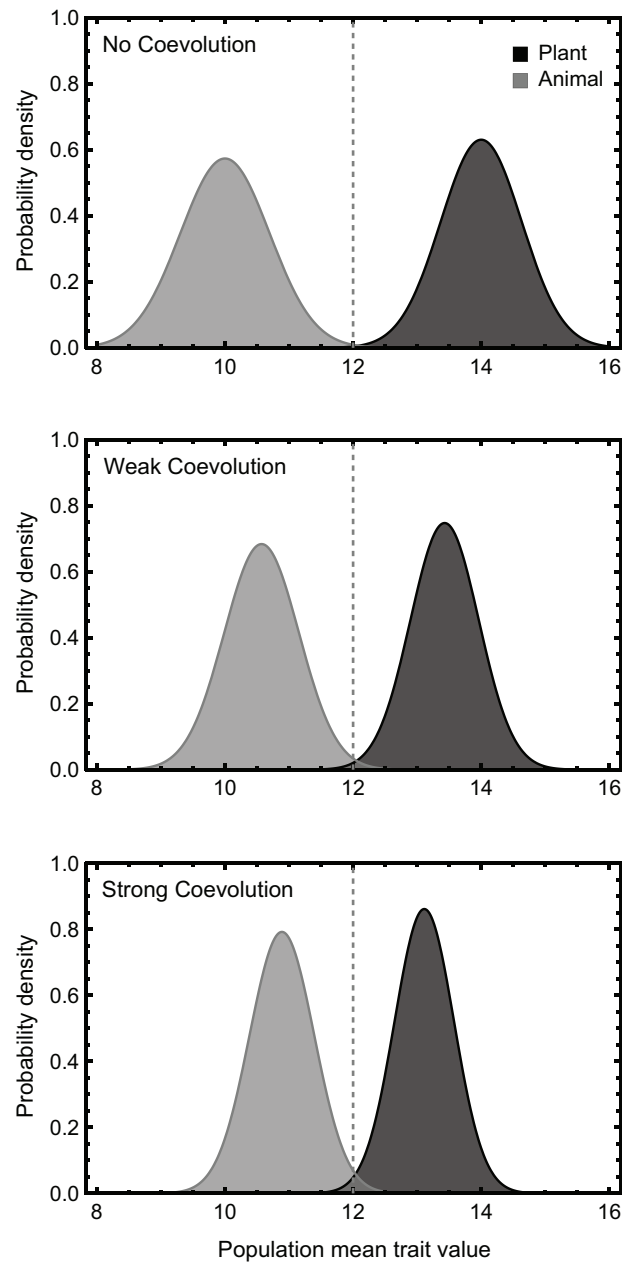 No Coevolution
Plant
Animal
Probability density
1.0
0.8
0.6
0.4
0.2
0.0
8 10 12 14 16
Weak Coevolution
Probability density
1.0
0.8
0.6
0.4
0.2
0.0
8 10 12 14 16
Strong Coevolution
Probability density
1.0
0.8
0.6
0.4
0.2
0.0
8 10 12 14 16
Population mean trait value